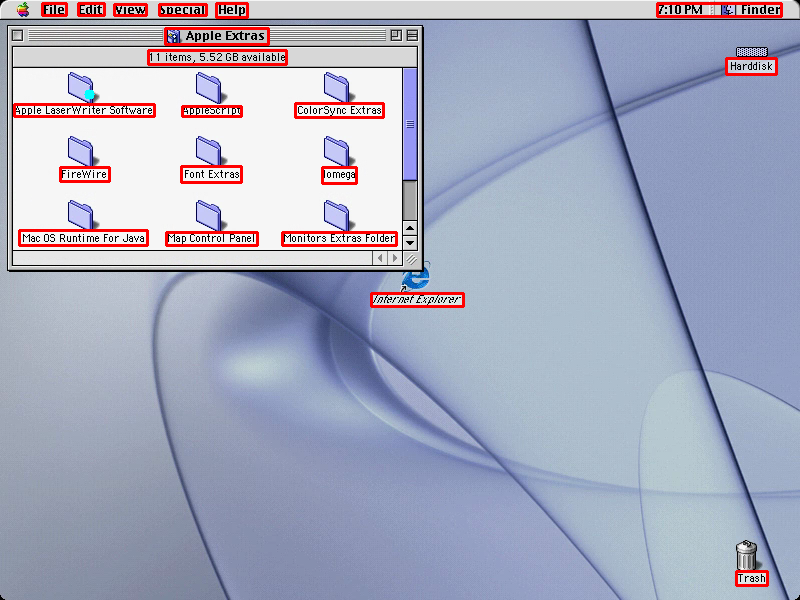 File Edit View Special Help 7:10 PM Finder
Apple Extras
11 items, 5.52 GB available
Harddisk
Apple LaserWriter Software AppleScript ColorSync Extras
FireWire Font Extras Iomega
Mac OS Runtime For Java Map Control Panel Monitors Extras Folder
Internet Explorer
Trash